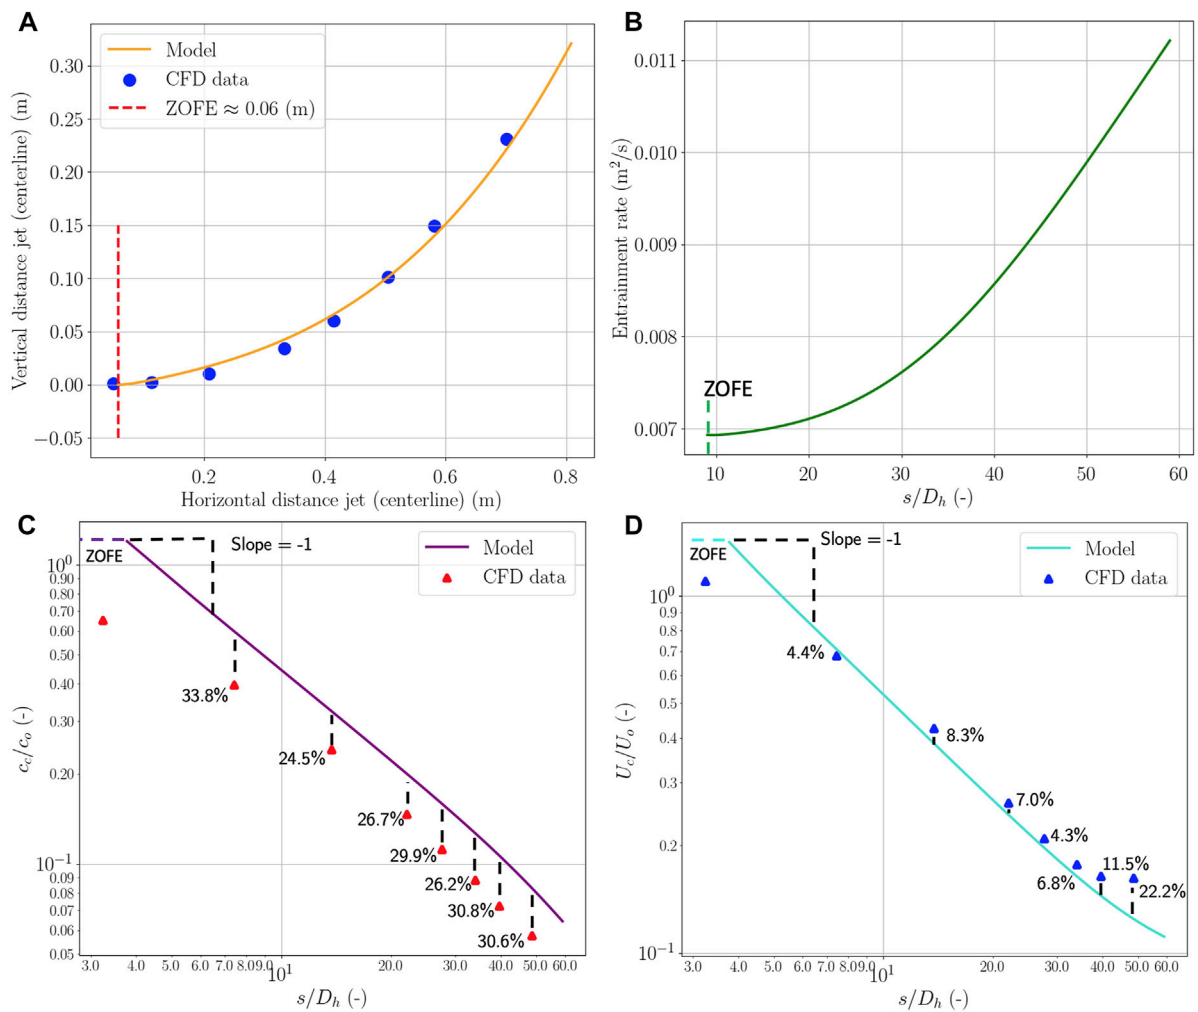 A
Model
CFD data
ZOFE ≈ 0.06 (m)
Vertical distance jet (centerline) (m)
0.30
0.25
0.20
0.15
0.10
0.05
0.00
−0.05
0.2 0.4 0.6 0.8
Horizontal distance jet (centerline) (m)
B
Entrainment rate (m²/s)
0.011
0.010
0.009
0.008
0.007
ZOFE
10 20 30 40 50 60
s/Dₕ (-)
C
ZOFE
Slope = -1
Model
CFD data
c_c/c_o (-)
10⁰
0.90
0.80
0.70
0.60
0.50
0.40
0.30
0.20
10⁻¹
0.09
0.08
0.07
0.06
0.05
33.8%
24.5%
26.7%
29.9%
26.2%
30.8%
30.6%
3.0 4.0 5.0 6.0 7.0 8.09.0 10¹ 20.0 30.0 40.0 50.0 60.0
s/Dₕ (-)
D
ZOFE
Slope = -1
Model
CFD data
U_c/U_o (-)
10⁰
0.9
0.8
0.7
0.6
0.5
0.4
0.3
0.2
10⁻¹
4.4%
8.3%
7.0%
4.3%
6.8%
11.5%
22.2%
3.0 4.0 5.0 6.0 7.0 8.09.0 10¹ 20.0 30.0 40.0 50.0 60.0
s/Dₕ (-)